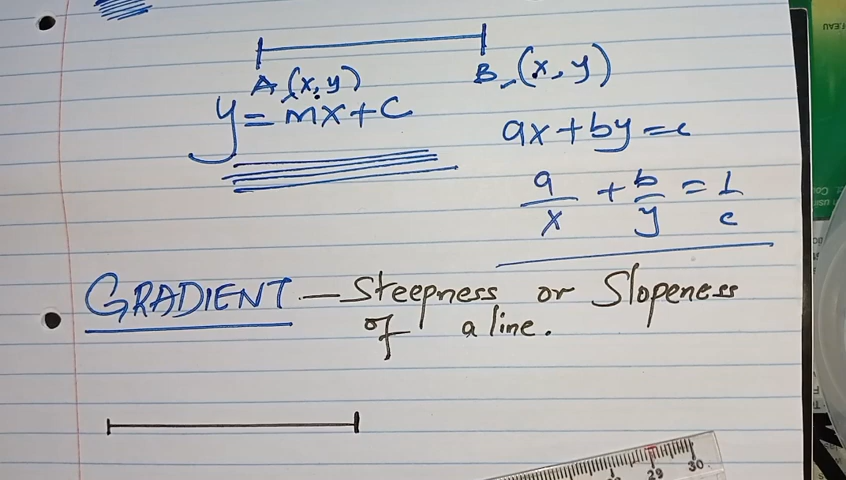 A (x, y) B (x, y)
y = mx + c
ax + by = c
a/x + b/y = 1/c
GRADIENT — Steepness or Slopeness
of a line.
29 30